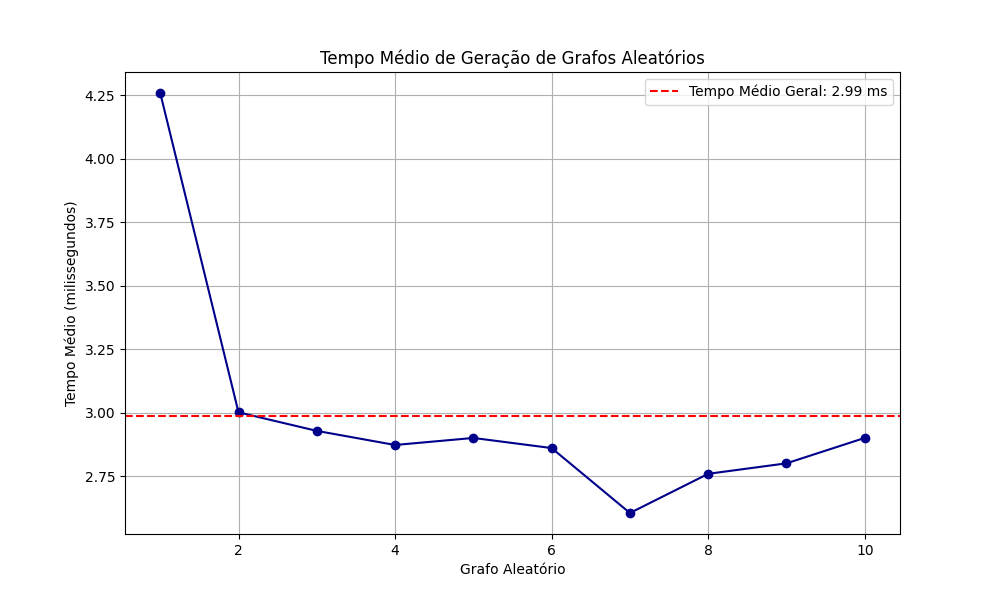 Tempo Médio de Geração de Grafos Aleatórios
Tempo Médio Geral: 2.99 ms
Tempo Médio (milissegundos)
4.25
4.00
3.75
3.50
3.25
3.00
2.75
2 4 6 8 10
Grafo Aleatório